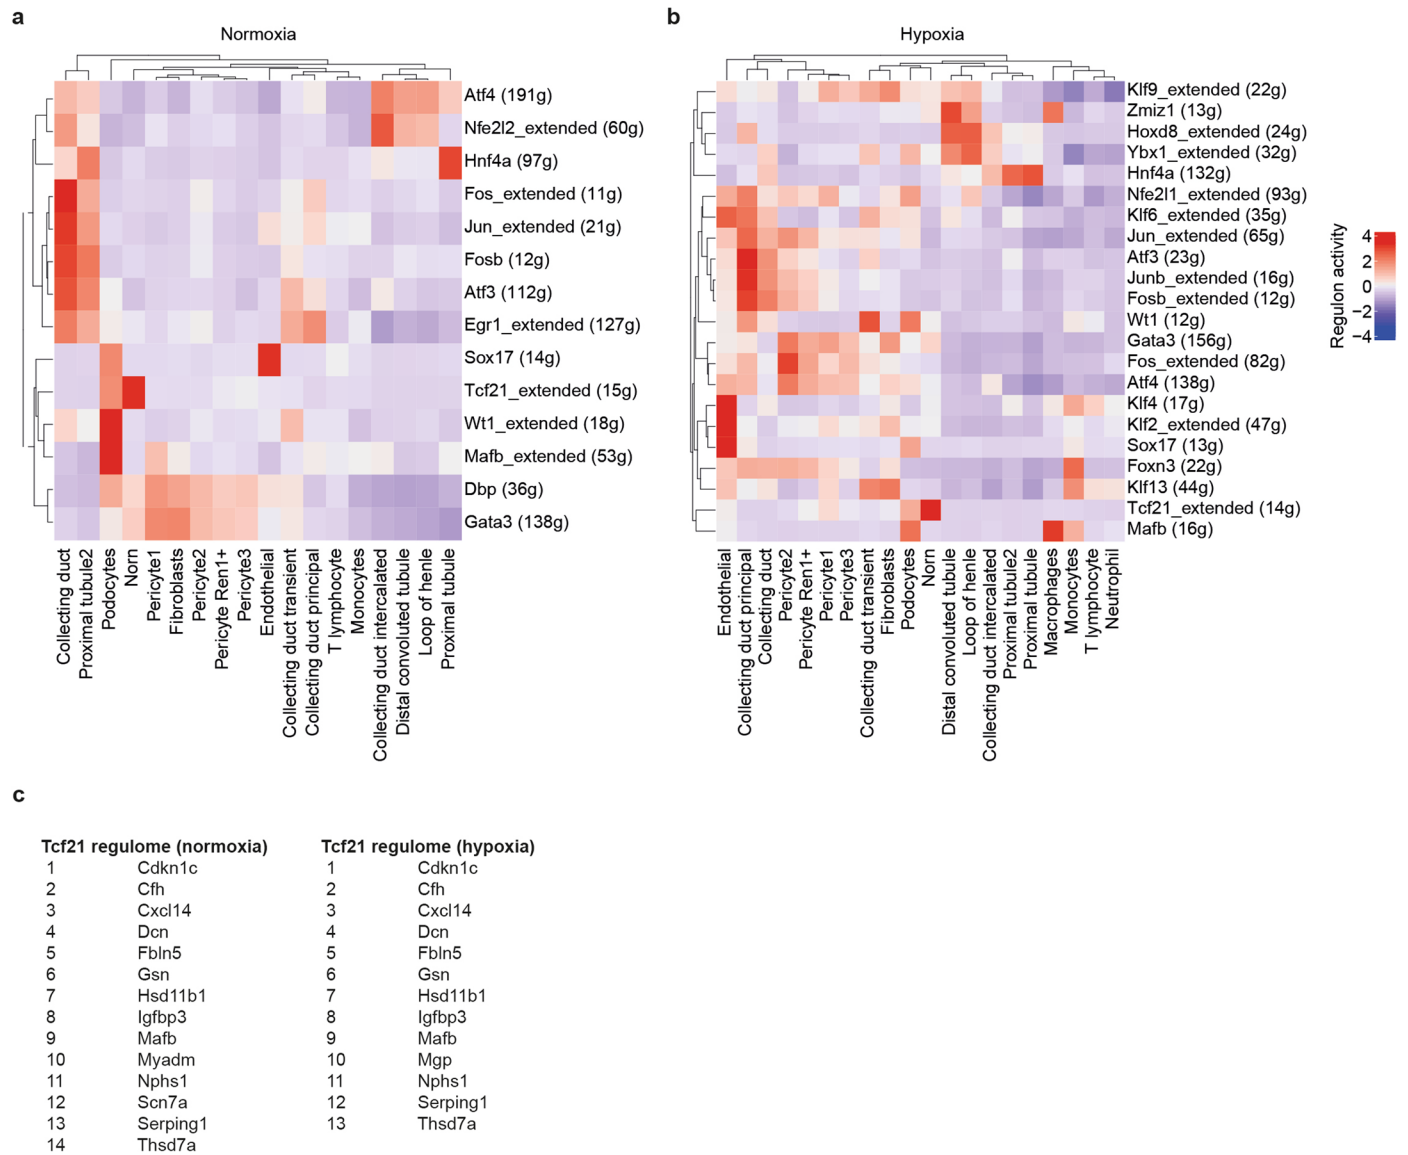 a
Normoxia
Atf4 (191g)
Nfe2l2_extended (60g)
Hnf4a (97g)
Fos_extended (11g)
Jun_extended (21g)
Fosb (12g)
Atf3 (112g)
Egr1_extended (127g)
Sox17 (14g)
Tcf21_extended (15g)
Wt1_extended (18g)
Mafb_extended (53g)
Dbp (36g)
Gata3 (138g)
Collecting duct
Proximal tubule2
Podocytes
Norn
Pericyte1
Fibroblasts
Pericyte2
Pericyte Ren1+
Pericyte3
Endothelial
Collecting duct transient
Collecting duct principal
T Tymphocyte
Monocytes
Collecting duct intercalated
Distal convoluted tubule
Loop of henle
Proximal tubule
b
Hypoxia
Klf9_extended (22g)
Zmiz1 (13g)
Hoxd8_extended (24g)
Ybx1_extended (32g)
Hnf4a (132g)
Nfe2l1_extended (93g)
Klf6_extended (35g)
Jun_extended (65g)
Atf3 (23g)
Junb_extended (16g)
Fosb_extended (12g)
Wt1 (12g)
Gata3 (156g)
Fos_extended (82g)
Atf4 (138g)
Klf4 (17g)
Klf2_extended (47g)
Sox17 (13g)
Foxn3 (22g)
Klf13 (44g)
Tcf21_extended (14g)
Mafb (16g)
Endothelial
Collecting duct principal
Collecting duct
Pericyte2
Pericyte Ren1+
Pericyte1
Pericyte3
Collecting duct transient
Fibroblasts
Podocytes
Norn
Distal convoluted tubule
Loop of henle
Collecting duct intercalated
Proximal tubule2
Proximal tubule
Macrophages
Monocytes
T Tymphocyte
Neutrophil
Regulon activity
4
2
0
−2
−4
c
Tcf21 regulome (normoxia)
1 Cdkn1c
2 Cfh
3 Cxcl14
4 Dcn
5 Fbln5
6 Gsn
7 Hsd11b1
8 Igfbp3
9 Mafb
10 Myadm
11 Nphs1
12 Scn7a
13 Serping1
14 Thsd7a
Tcf21 regulome (hypoxia)
1 Cdkn1c
2 Cfh
3 Cxcl14
4 Dcn
5 Fbln5
6 Gsn
7 Hsd11b1
8 Igfbp3
9 Mafb
10 Mgp
11 Nphs1
12 Serping1
13 Thsd7a